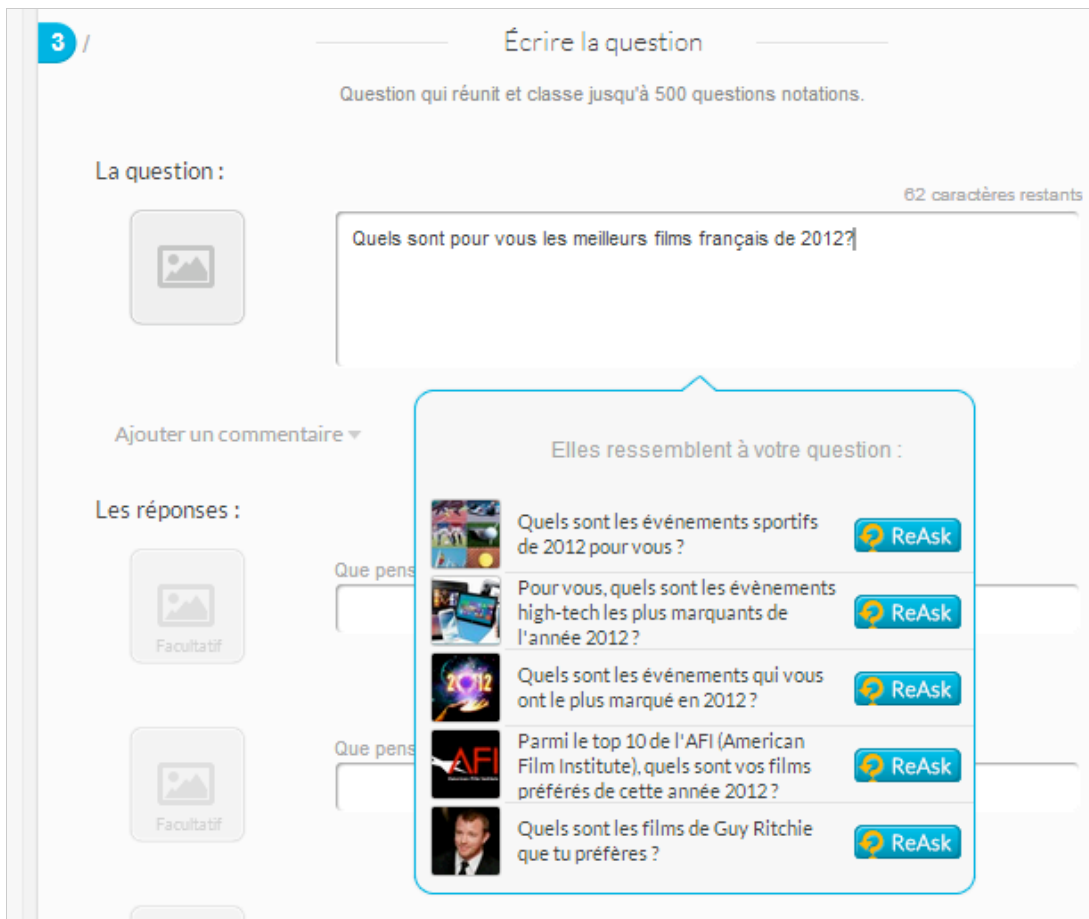 3 /
Écrire la question
Question qui réunit et classe jusqu'à 500 questions notations.
La question :
62 caractères restants
Quels sont pour vous les meilleurs films français de 2012?
Ajouter un commentaire
Elles ressemblent à votre question :
Les réponses :
Quels sont les événements sportifs
de 2012 pour vous ?
ReAsk
Que pens
Facultatif
Pour vous, quels sont les évènements
high-tech les plus marquants de
l'année 2012 ?
ReAsk
2012
Quels sont les événements qui vous
ont le plus marqué en 2012 ?
ReAsk
Que pens
Facultatif
AFI
Parmi le top 10 de l'AFI (American
Film Institute), quels sont vos films
préférés de cette année 2012 ?
ReAsk
Quels sont les films de Guy Ritchie
que tu préfères ?
ReAsk